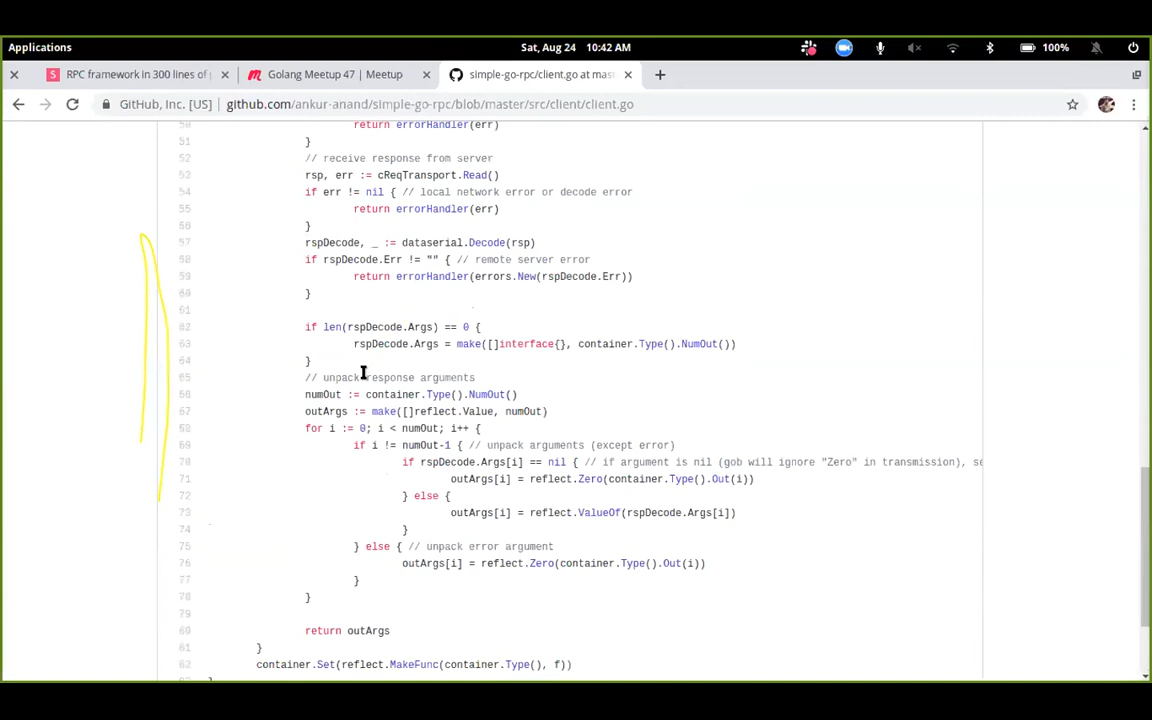 Applications
Sat, Aug 24 10:42 AM
100%
RPC framework in 300 lines of
Golang Meetup 47 | Meetup
simple-go-rpc/client.go at mas
GitHub, Inc. [US]
github.com/ankur-anand/simple-go-rpc/blob/master/src/client/client.go
50 return errorHandler(err)
51 }
52 // receive response from server
53 rsp, err := cReqTransport.Read()
54 if err != nil { // local network error or decode error
55 return errorHandler(err)
56 }
57 rspDecode, _ := dataserial.Decode(rsp)
58 if rspDecode.Err != "" { // remote server error
59 return errorHandler(errors.New(rspDecode.Err))
60 }
61
62 if len(rspDecode.Args) == 0 {
63 rspDecode.Args = make([]interface{}, container.Type().NumOut())
64 }
65 // unpack response arguments
66 numOut := container.Type().NumOut()
67 outArgs := make([]reflect.Value, numOut)
68 for i := 0; i < numOut; i++ {
69 if i != numOut-1 { // unpack arguments (except error)
70 if rspDecode.Args[i] == nil { // if argument is nil (gob will ignore "Zero" in transmission), se
71 outArgs[i] = reflect.Zero(container.Type().Out(i))
72 } else {
73 outArgs[i] = reflect.ValueOf(rspDecode.Args[i])
74 }
75 } else { // unpack error argument
76 outArgs[i] = reflect.Zero(container.Type().Out(i))
77 }
78 }
79
80 return outArgs
81 }
82 container.Set(reflect.MakeFunc(container.Type(), f))
}